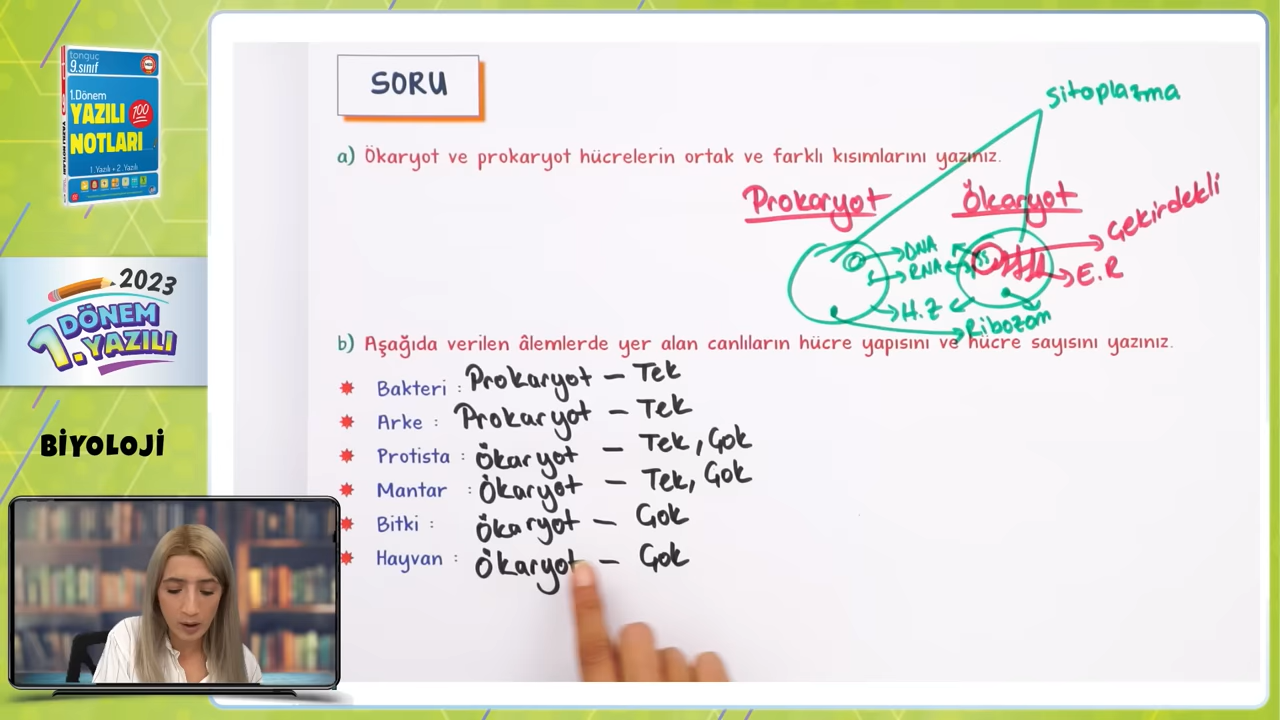 tonguç
9.sınıf
1.Dönem
YAZILI
100
NOTLARI
1. Yazılı • 2. Yazılı
YAZILI NOTLARI
2023
1. DÖNEM
YAZILI
BİYOLOJİ
SORU
sitoplazma
a) Ökaryot ve prokaryot hücrelerin ortak ve farklı kısımlarını yazınız.
Prokaryot Ökaryot
Çekirdekli
DNA
RNA
E.R
H.Z
Ribozom
b) Aşağıda verilen âlemlerde yer alan canlıların hücre yapısını ve hücre sayısını yazınız.
Bakteri : Prokaryot – Tek
Arke : Prokaryot – Tek
Protista : Ökaryot – Tek, Çok
Mantar : Ökaryot – Tek, Çok
Bitki : Ökaryot – Çok
Hayvan : Ökaryot – Çok